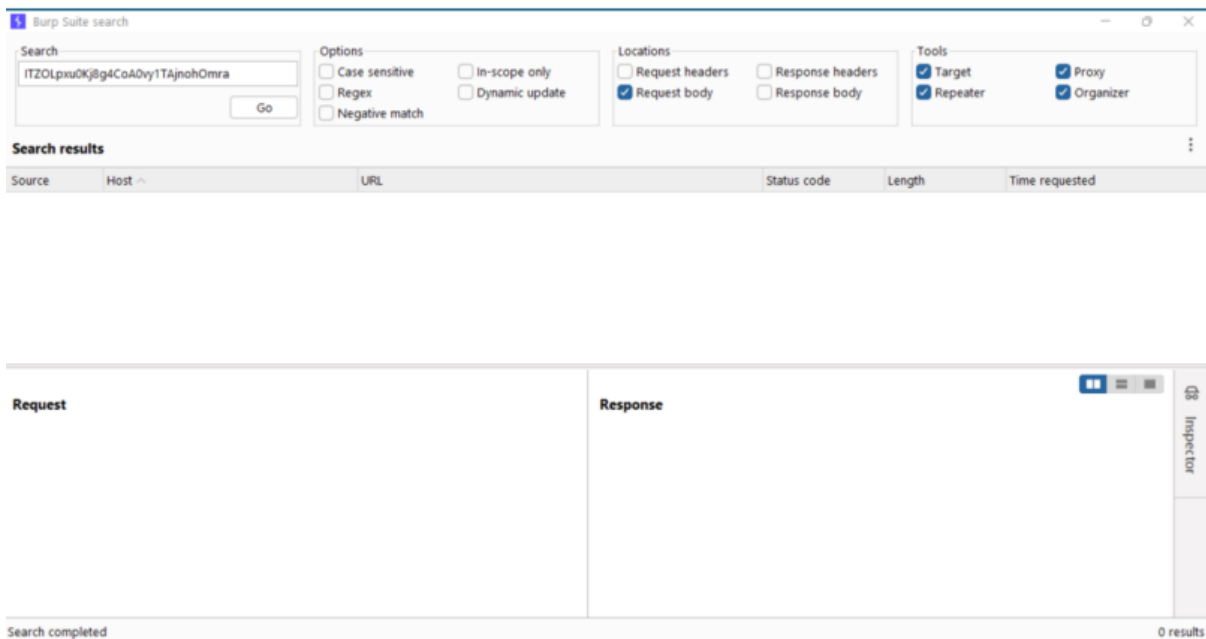 Burp Suite search
Search
Options
Locations
Tools
ITZOLpxu0Kj8g4CoA0vy1TAjnohOmra
Case sensitive
In-scope only
Request headers
Response headers
Target
Proxy
Regex
Dynamic update
Request body
Response body
Repeater
Organizer
Go
Negative match
Search results
Source Host URL Status code Length Time requested
Request
Response
Inspector
Search completed
0 results